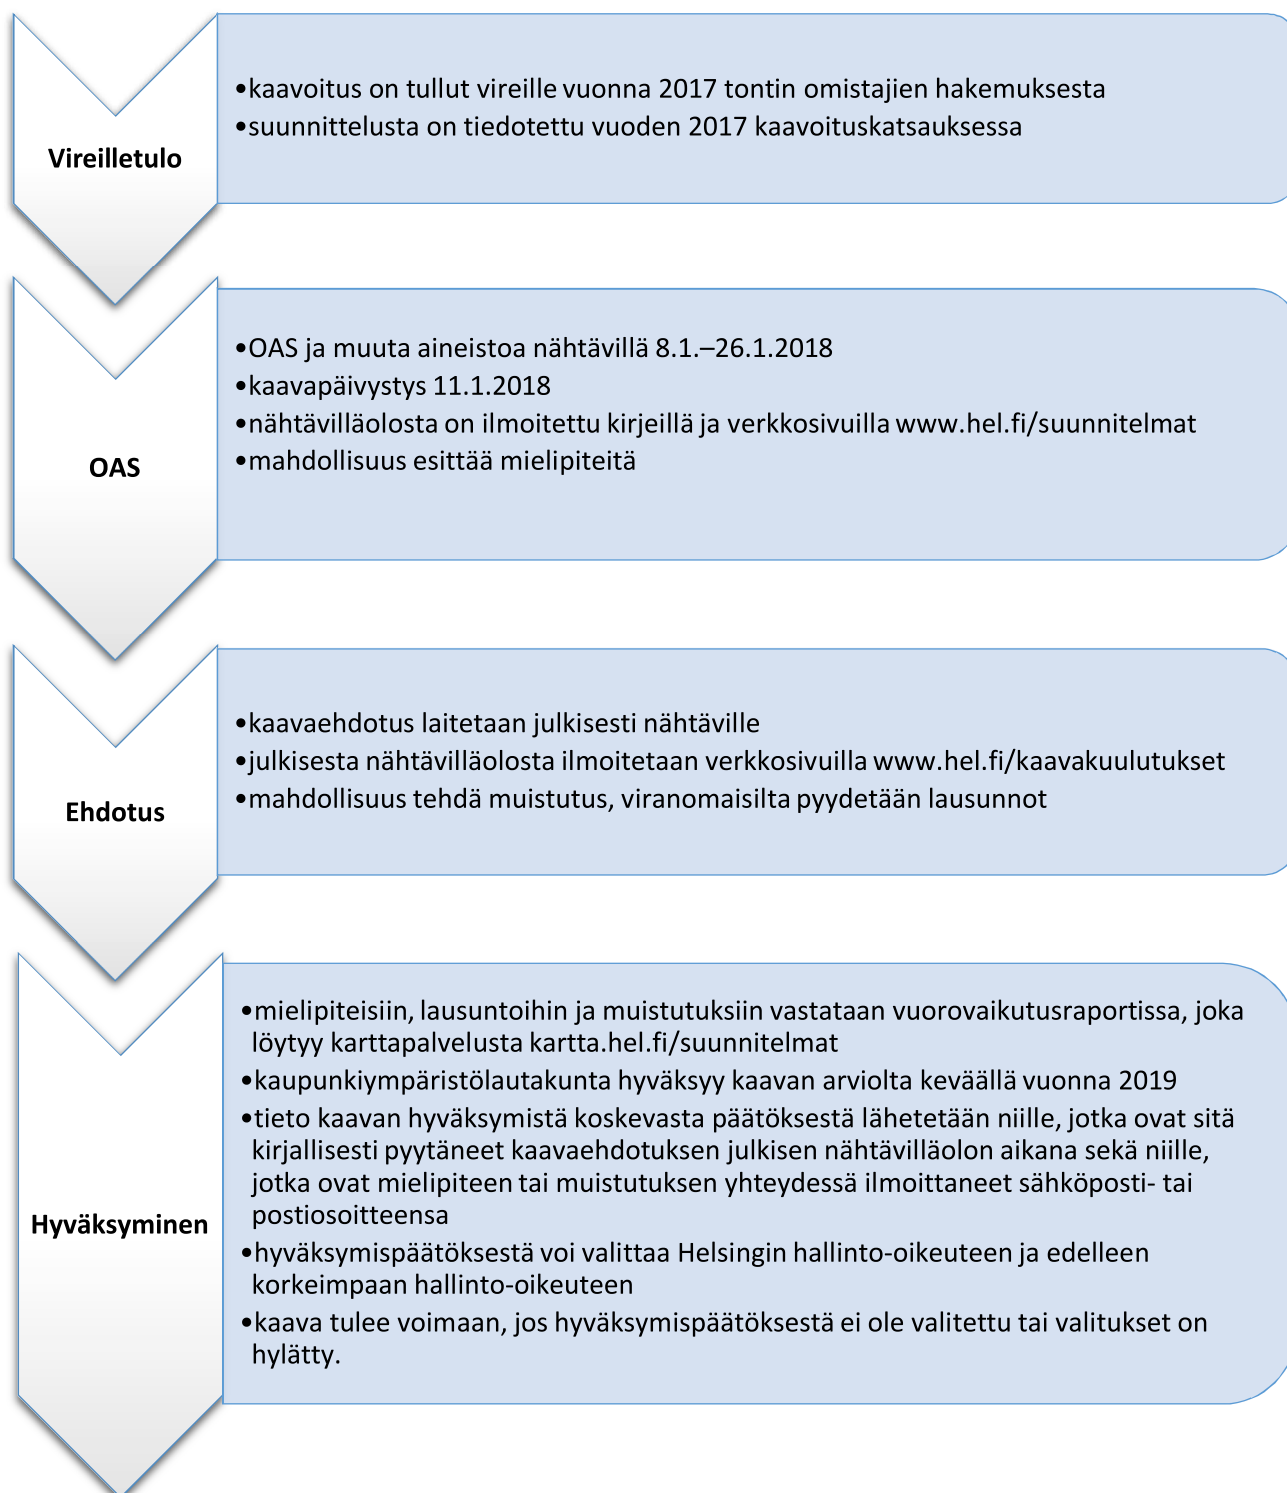 Vireilletulo
•kaavoitus on tullut vireille vuonna 2017 tontin omistajien hakemuksesta
•suunnittelusta on tiedotettu vuoden 2017 kaavoituskatsauksessa
OAS
•OAS ja muuta aineistoa nähtävillä 8.1.–26.1.2018
•kaavapäivystys 11.1.2018
•nähtävilläolosta on ilmoitettu kirjeillä ja verkkosivuilla www.hel.fi/suunnitelmat
•mahdollisuus esittää mielipiteitä
Ehdotus
•kaavaehdotus laitetaan julkisesti nähtäville
•julkisesta nähtävilläolosta ilmoitetaan verkkosivuilla www.hel.fi/kaavakuulutukset
•mahdollisuus tehdä muistutus, viranomaisilta pyydetään lausunnot
Hyväksyminen
•mielipiteisiin, lausuntoihin ja muistutuksiin vastataan vuorovaikutusraportissa, joka
löytyy karttapalvelusta kartta.hel.fi/suunnitelmat
•kaupunkiympäristölautakunta hyväksyy kaavan arviolta keväällä vuonna 2019
•tieto kaavan hyväksymistä koskevasta päätöksestä lähetetään niille, jotka ovat sitä
kirjallisesti pyytäneet kaavaehdotuksen julkisen nähtävilläolon aikana sekä niille,
jotka ovat mielipiteen tai muistutuksen yhteydessä ilmoittaneet sähköposti- tai
postiosoitteensa
•hyväksymispäätöksestä voi valittaa Helsingin hallinto-oikeuteen ja edelleen
korkeimpaan hallinto-oikeuteen
•kaava tulee voimaan, jos hyväksymispäätöksestä ei ole valitettu tai valitukset on
hylätty.